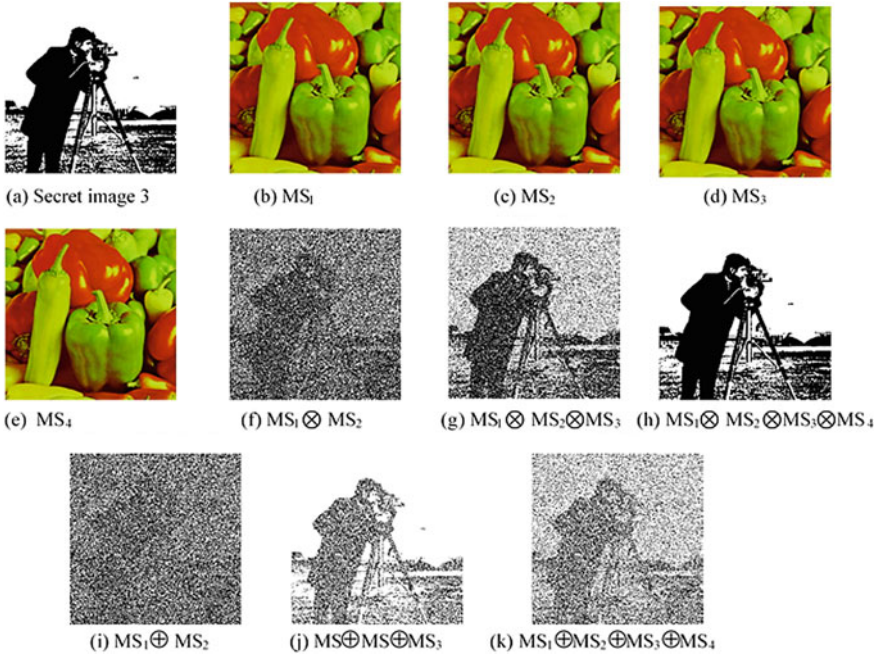 (a) Secret image 3
(b) MS₁
(c) MS₂
(d) MS₃
(e) MS₄
(f) MS₁ ⊗ MS₂
(g) MS₁ ⊗ MS₂⊗MS₃
(h) MS₁⊗ MS₂ ⊗MS₃⊗MS₄
(i) MS₁⊕ MS₂
(j) MS⊕MS⊕MS₃
(k) MS₁⊕MS₂⊕MS₃⊕MS₄